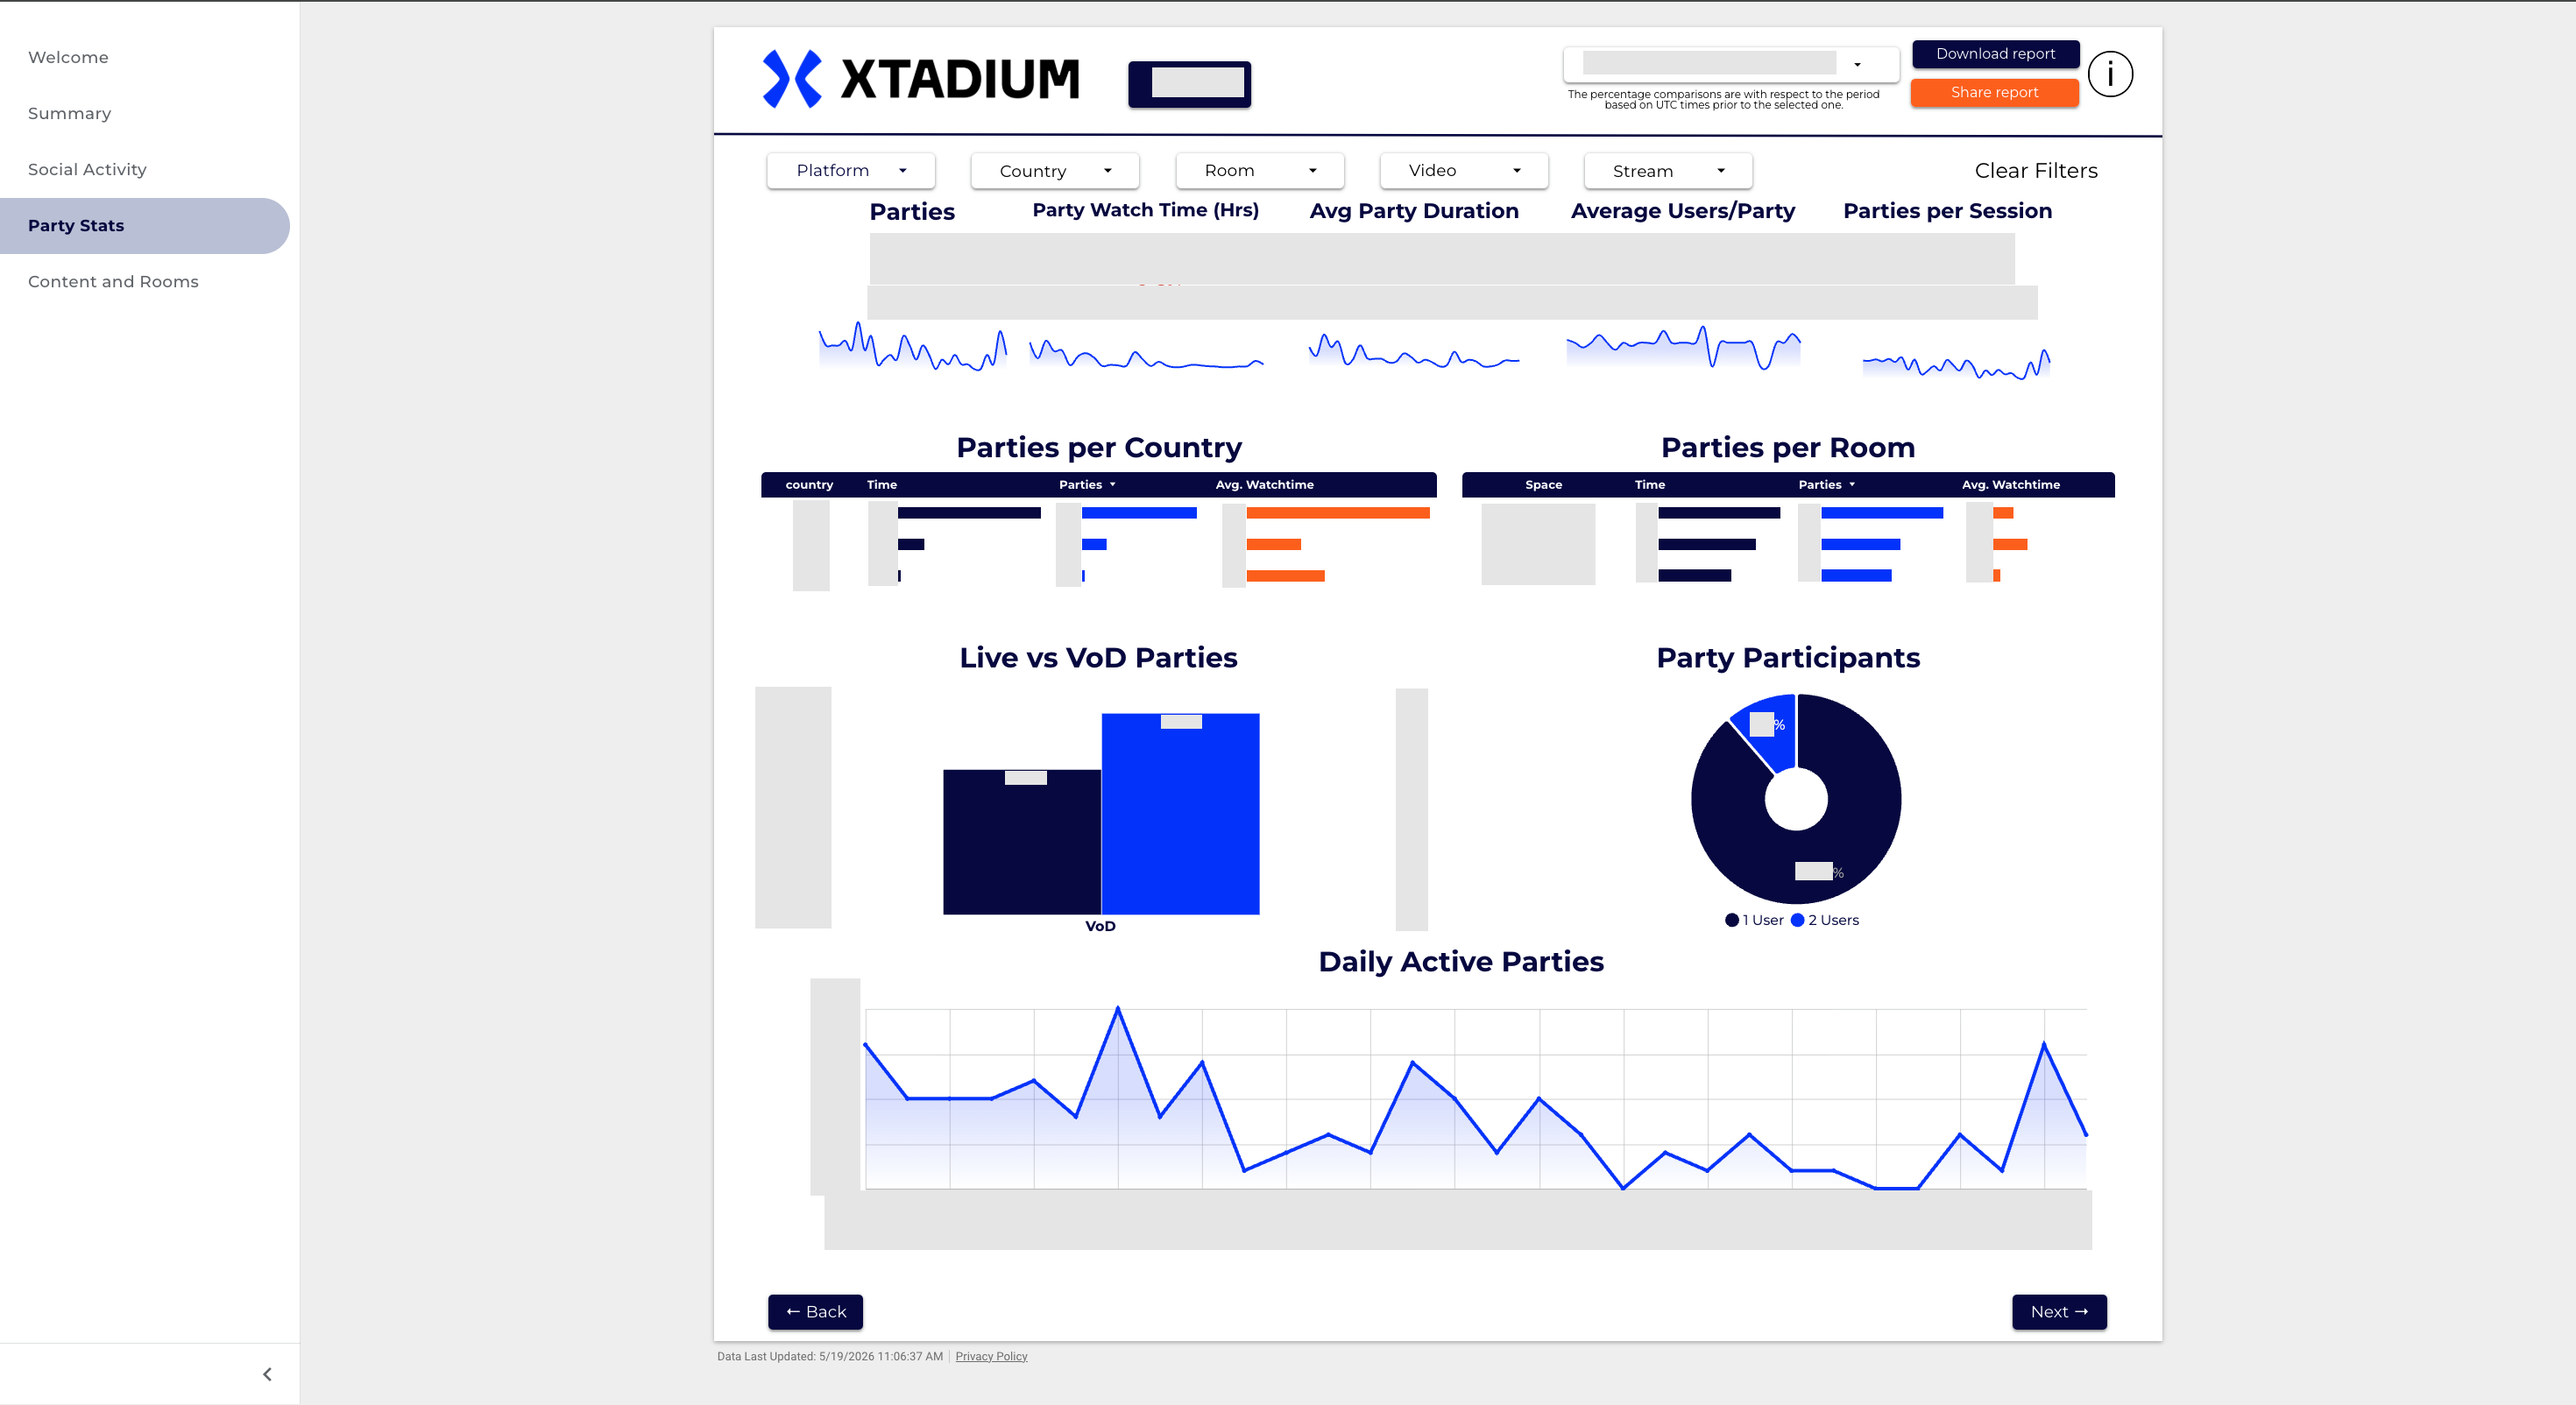 Welcome
Summary
Social Activity
Party Stats
Content and Rooms
XTADIUM
The percentage comparisons are with respect to the period
based on UTC times prior to the selected one.
Download report
Share report
i
Platform
Country
Room
Video
Stream
Clear Filters
Parties
Party Watch Time (Hrs)
Avg Party Duration
Average Users/Party
Parties per Session
Parties per Country
country Time Parties Avg. Watchtime
Parties per Room
Space Time Parties Avg. Watchtime
Live vs VoD Parties
VoD
Party Participants
%
%
1 User 2 Users
Daily Active Parties
← Back
Next →
Data Last Updated: 5/19/2026 11:06:37 AM
Privacy Policy